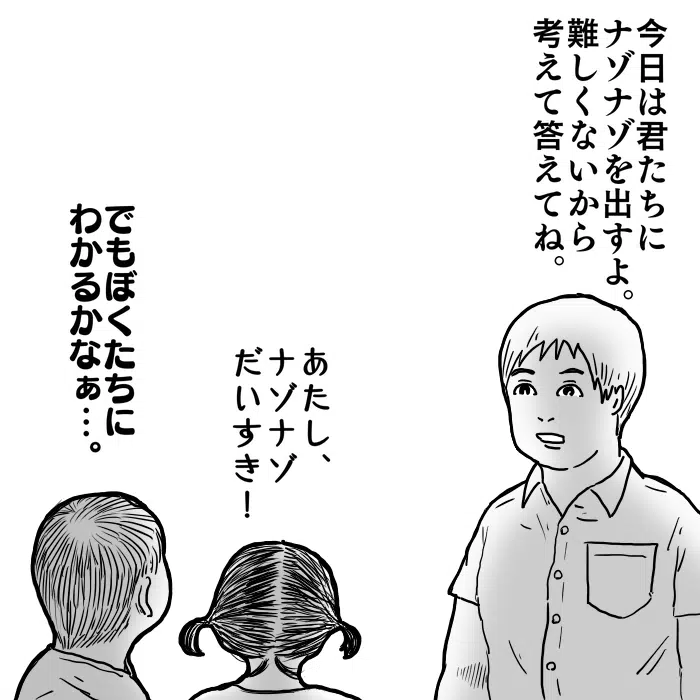 今日は君たちに
ナゾナゾを出すよ。
難しくないから
考えて答えてね。
あたし、
ナゾナゾ
だいすき！
でもぼくたちに
わかるかなぁ…。